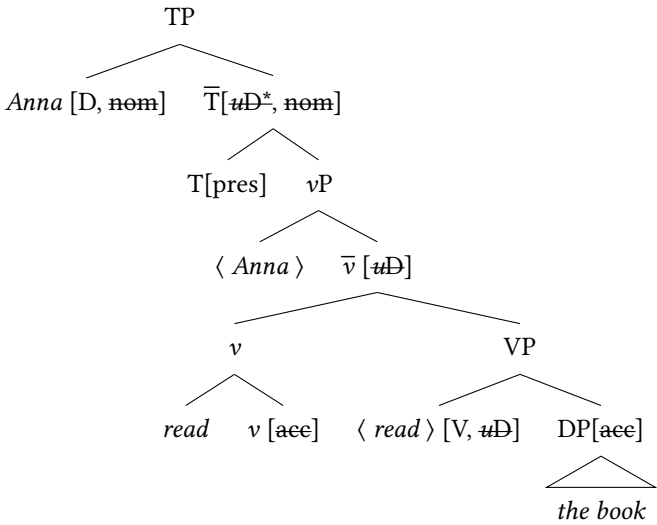 TP
Anna [D, nom] T̅[uD*, nom]
T[pres] vP
⟨ Anna ⟩ v̅ [uD]
v VP
read v [acc] ⟨ read ⟩ [V, uD] DP[acc]
the book